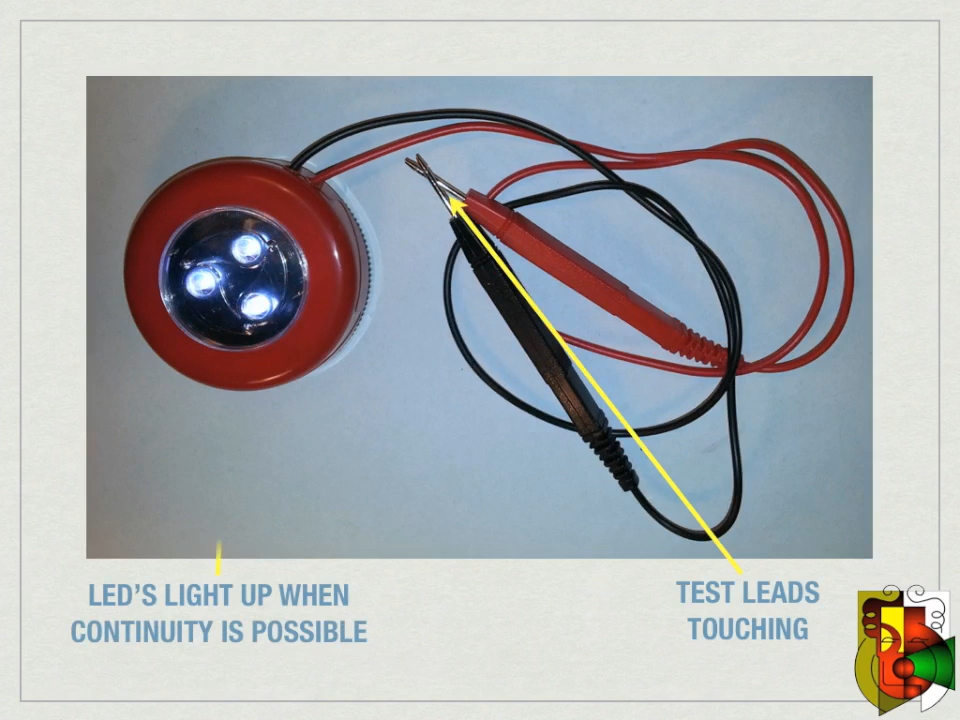 LED’S LIGHT UP WHEN
CONTINUITY IS POSSIBLE
TEST LEADS
TOUCHING